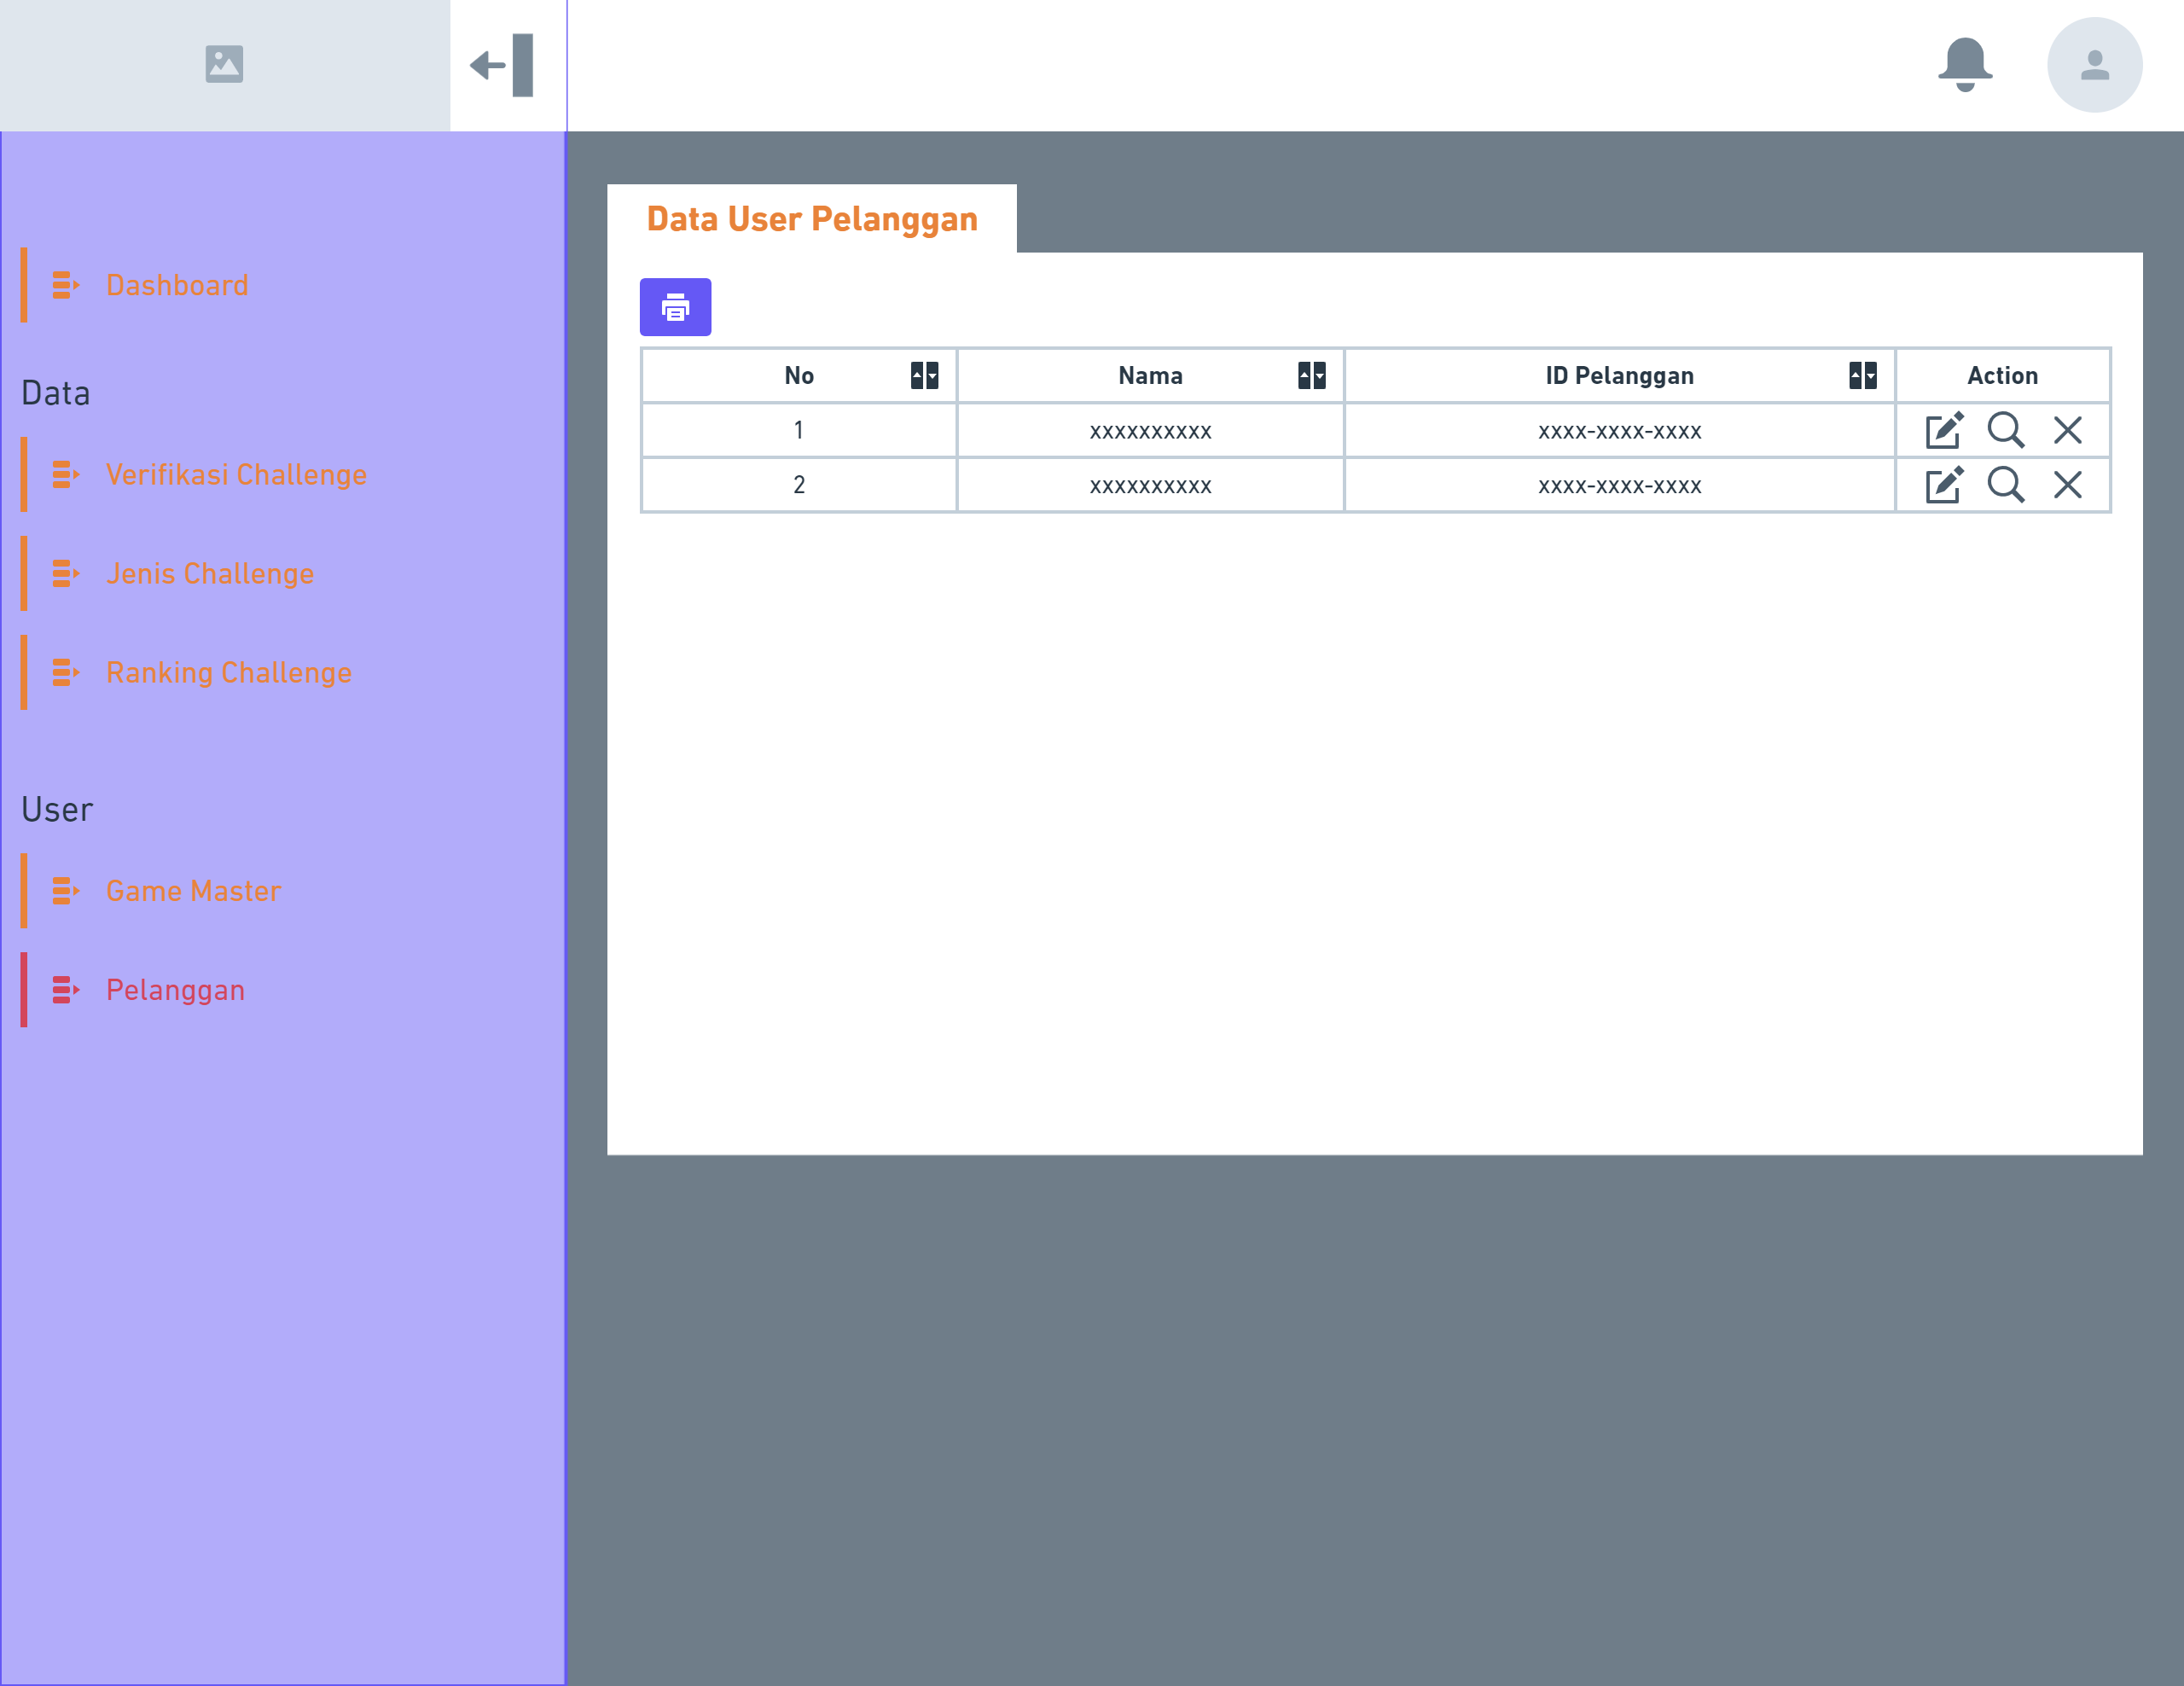 Dashboard
Data
Verifikasi Challenge
Jenis Challenge
Ranking Challenge
User
Game Master
Pelanggan
Data User Pelanggan
No Nama ID Pelanggan Action
1 xxxxxxxxxx xxxx-xxxx-xxxx
2 xxxxxxxxxx xxxx-xxxx-xxxx